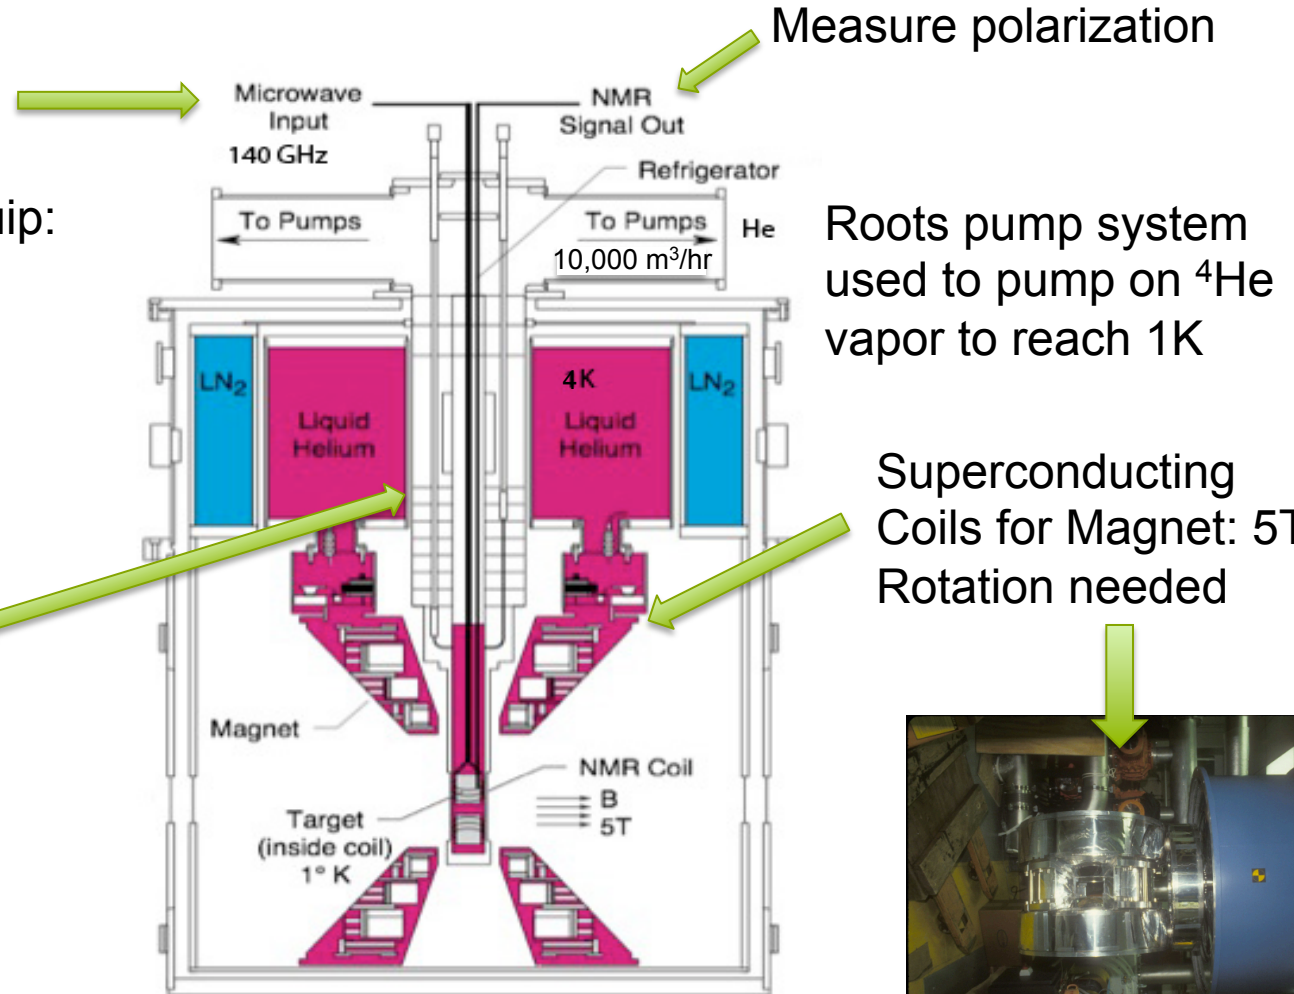 Measure polarization
Microwave
Input
140 GHz
NMR
Signal Out
Refrigerator
uip:
To Pumps
To Pumps
He
10,000 m³/hr
Roots pump system
used to pump on ⁴He
vapor to reach 1K
LN₂
Liquid
Helium
4K
Liquid
Helium
LN₂
Superconducting
Coils for Magnet: 5T
Rotation needed
Magnet
NMR Coil
B
5T
Target
(inside coil)
1° K